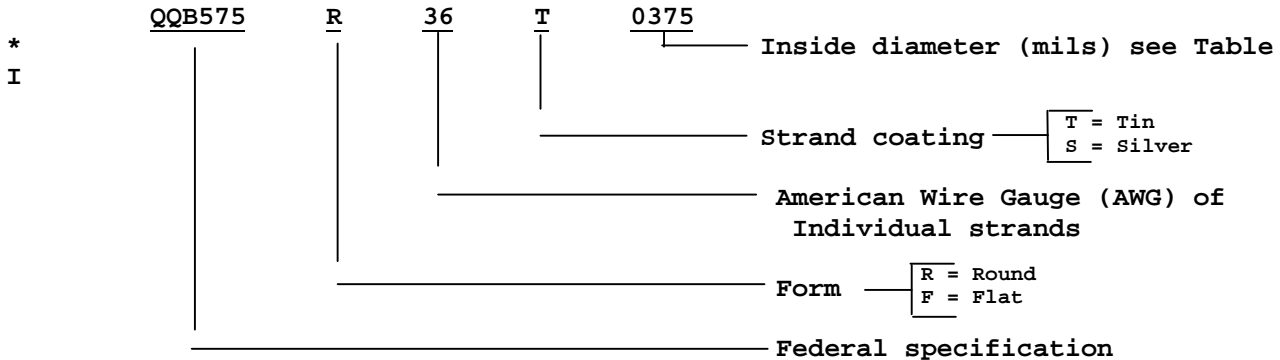 QQB575 R 36 T 0375
* Inside diameter (mils) see Table
I
T = Tin
Strand coating
S = Silver
American Wire Gauge (AWG) of
Individual strands
R = Round
Form
F = Flat
Federal specification